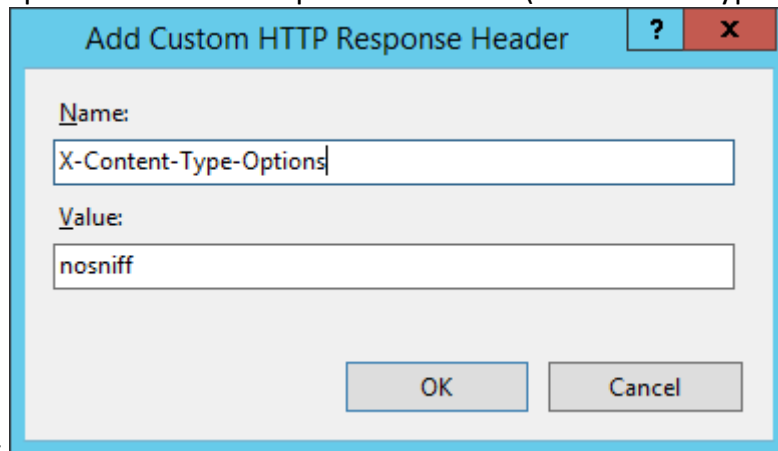 Add Custom HTTP Response Header
? x
Name:
X-Content-Type-Options
Value:
nosniff
OK Cancel